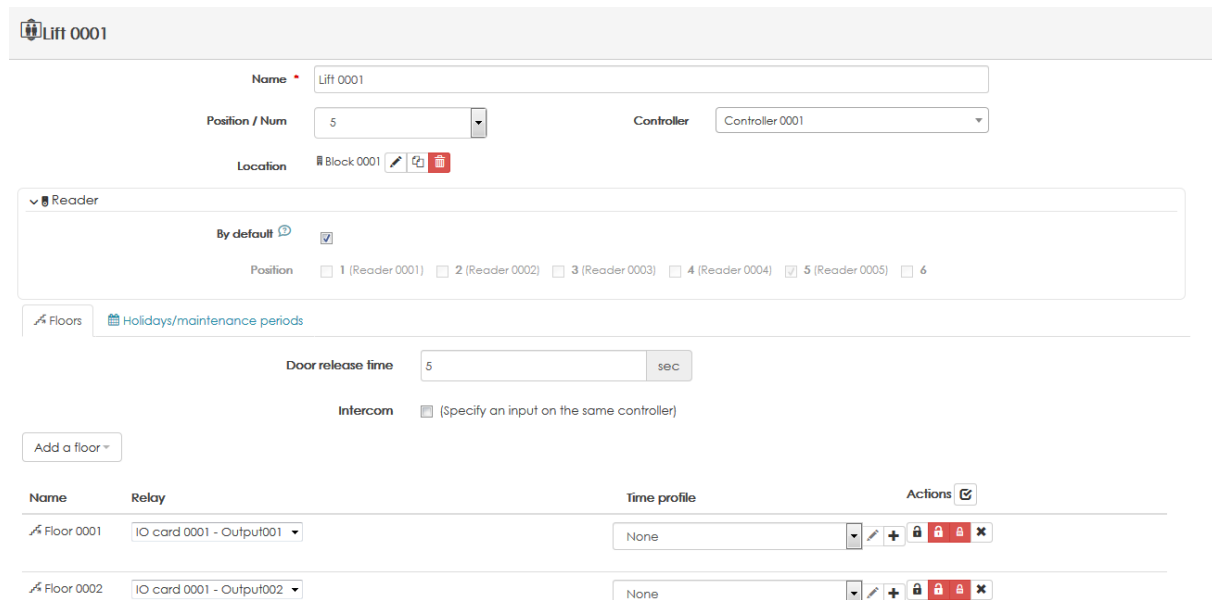 Lift 0001
Name * Lift 0001
Position / Num 5 Controller Controller 0001
Location Block 0001
Reader
By default ?
Position 1 (Reader 0001) 2 (Reader 0002) 3 (Reader 0003) 4 (Reader 0004) 5 (Reader 0005) 6
Floors Holidays/maintenance periods
Door release time 5 sec
Intercom (Specify an input on the same controller)
Add a floor
Name Relay Time profile Actions
Floor 0001 IO card 0001 - Output001 None
Floor 0002 IO card 0001 - Output002 None